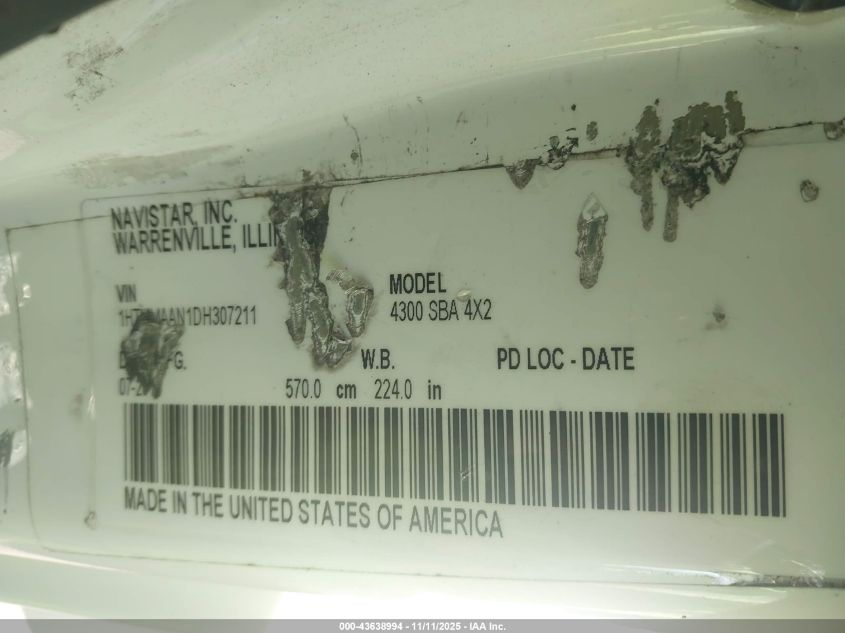 NAVISTAR, INC.
WARRENVILLE,
VIN
MODEL
4300 SBA 4X2
W.B.
PD LOC - DATE
570.0 cm 224.0 in
MADE IN THE UNITED STATES OF AMERICA
000-43638994 - 11/11/2025 - IAA Inc.